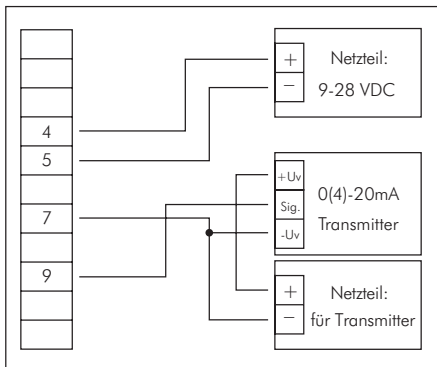 4
5
7
9
+
−
Netzteil:
9-28 VDC
+Uv
Sig.
-Uv
0(4)-20mA
Transmitter
+
−
Netzteil:
für Transmitter